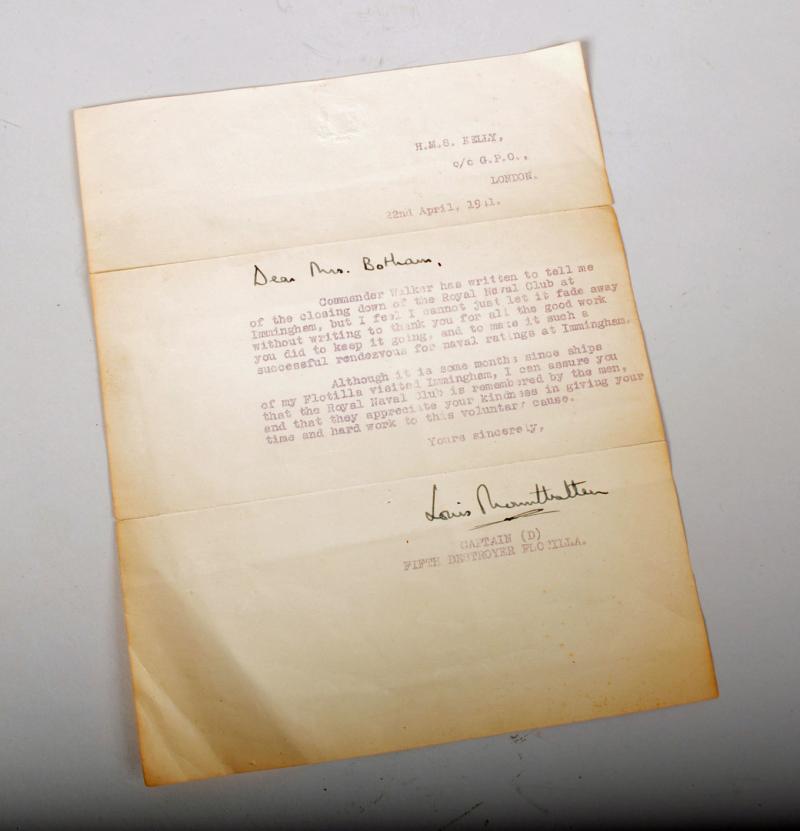 H.M.S. KELLY,
c/o G.P.O.,
LONDON.
22nd April, 1941.
Dear Mrs. Botham,
Commander Walker has written to tell me
of the closing down of the Royal Naval Club at
Immingham, but I feel I cannot just let it fade away
without writing to thank you for all the good work
you did to keep it going, and to make it such a
successful rendezvous for naval ratings at Immingham.
Although it is some months since ships
of my Flotilla visited Immingham, I can assure you
that the Royal Naval Club is remembered by the men,
and that they appreciate your kindness in giving your
time and hard work to this voluntary cause.
Yours sincerely,
Louis Mountbatten
CAPTAIN (D)
FIFTH DESTROYER FLOTILLA.